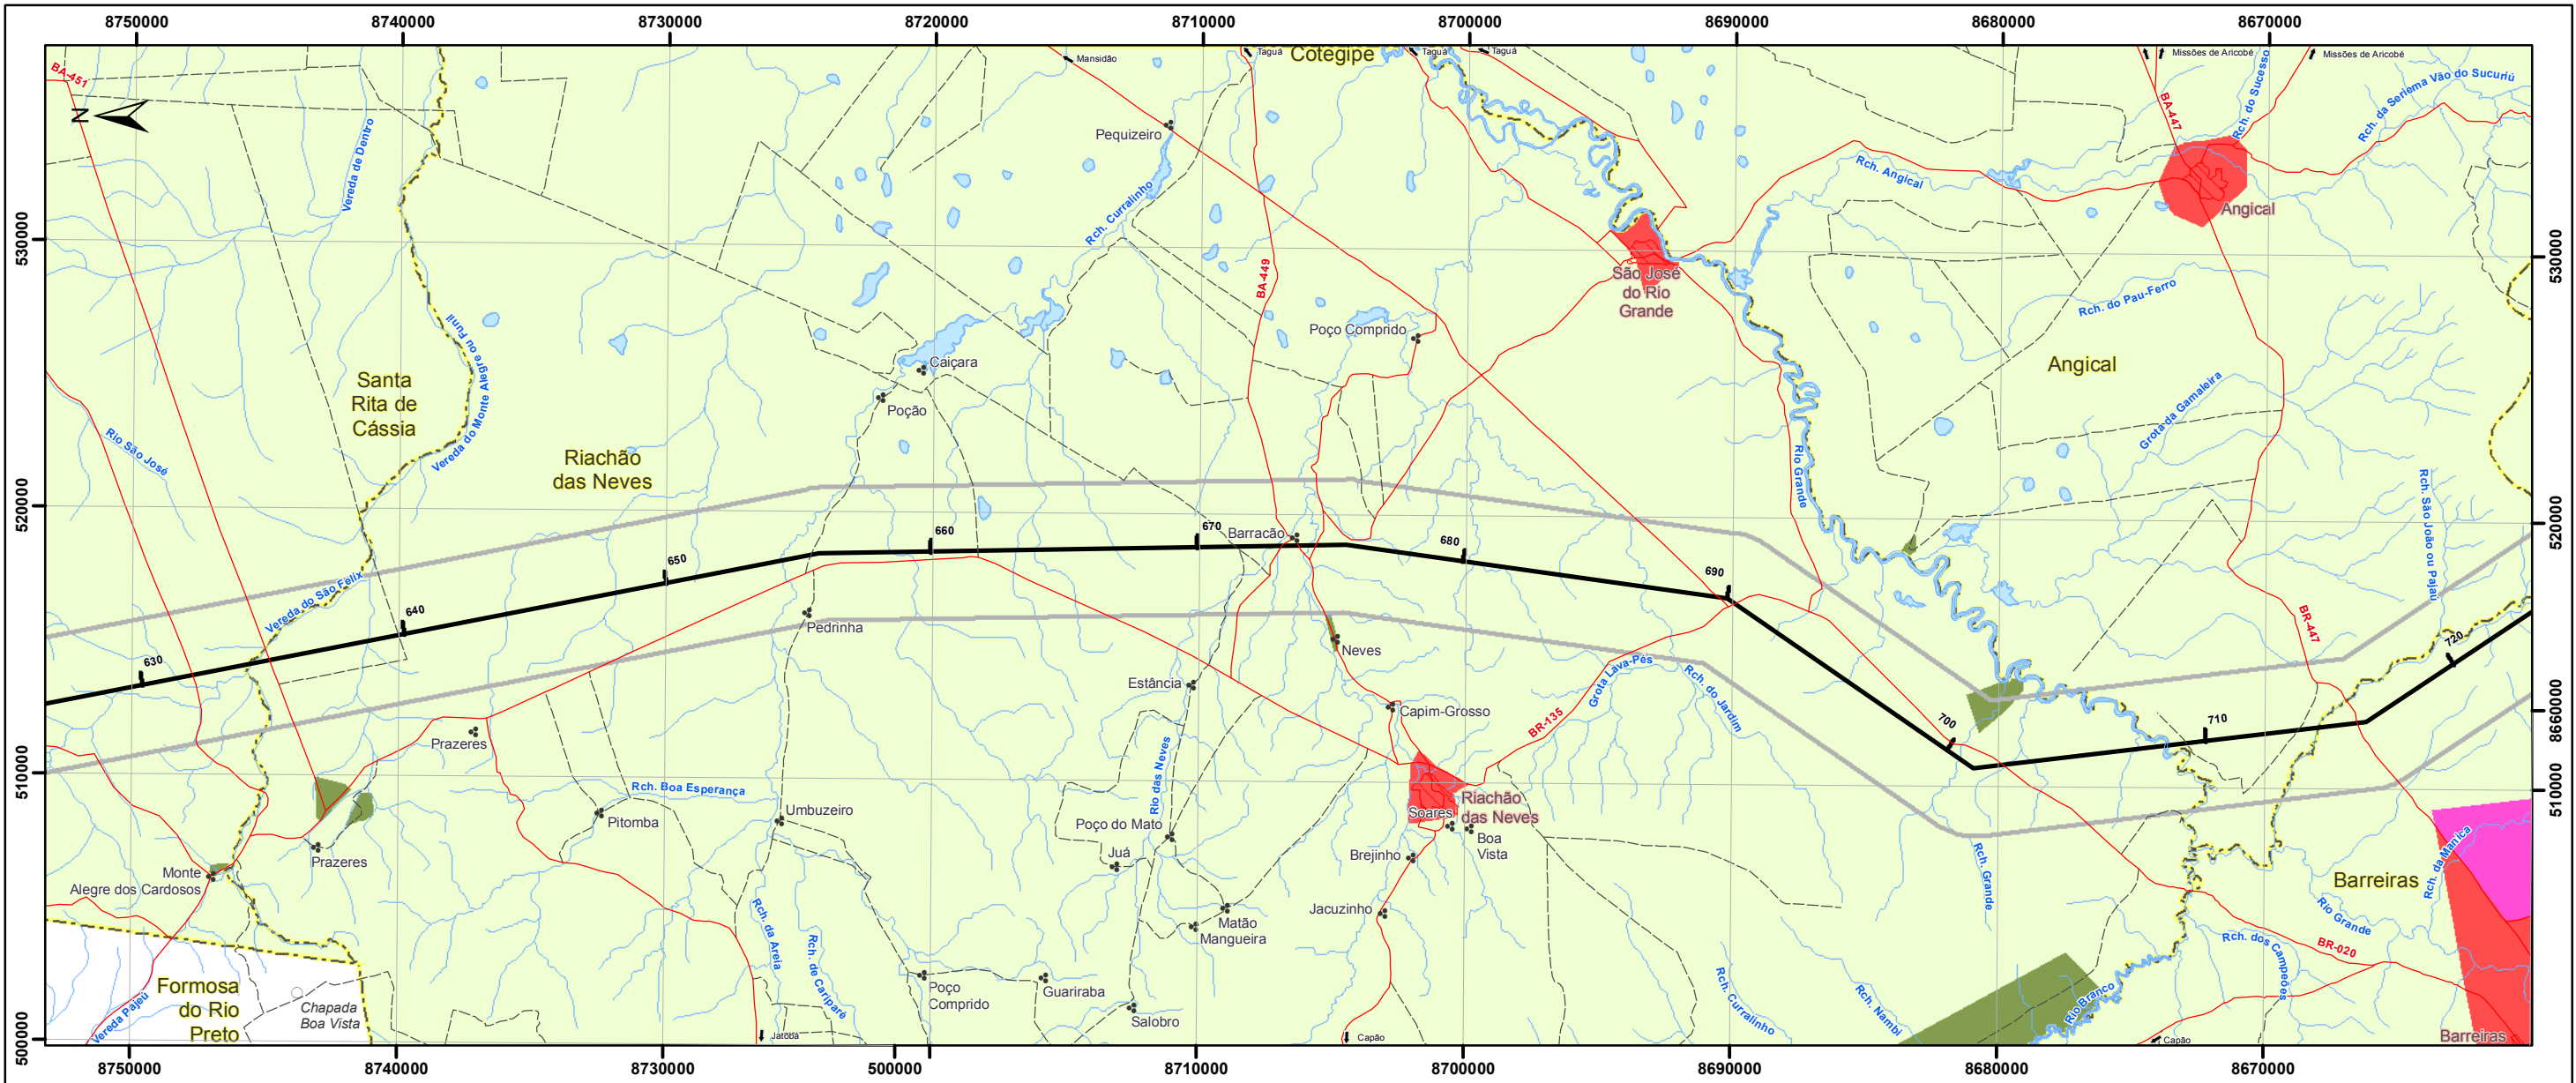 8750000 8740000 8730000 8720000 8710000 8700000 8690000 8680000 8670000
BA-451
N
Mansidão
Taguá
Cotegipe
Taguá
Taguá
Missões de Aricobé
Missões de Aricobé
BA-447
Rch. do Sucesso
Rch. da Seriema Vão do Sucuriú
Vereda de Dentro
Pequizeiro
Rch. Curralinho
Rch. Angical
Angical
530000
530000
BA-449
São José
do Rio
Grande
Rch. do Pau-Ferro
Vereda do Monte Alegre ou Funil
Poço Comprido
Caiçara
Angical
Santa
Rita de
Cássia
Poção
Grota da Gamaleira
Rio São José
Riachão
das Neves
Rio Grande
Rch. São João ou Pajaú
520000
520000
Barracão
630
640
650
660
670
680
690
700
710
720
Vereda do São Felix
Pedrinha
Neves
BR-447
Estância
Capim-Grosso
Grota Lava-Pés
Rch. do Jardim
BR-135
8660000
Prazeres
Rio das Neves
510000
510000
Rch. Boa Esperança
Pitomba
Umbuzeiro
Poço do Mato
Juá
Soares
Riachão
das Neves
Boa
Vista
Brejinho
Prazeres
Monte
Alegre dos Cardosos
Rch. Grande
Rch. da Manica
Barreiras
Jacuzinho
Matão
Mangueira
Rch. da Areia
Rch. de Cariparé
Rio Grande
Rch. dos Campeões
BR-020
Formosa
do Rio
Preto
Vereda Pajeú
Chapada
Boa Vista
Poço
Comprido
Guariraba
Salobro
Rch. Curralinho
Rch. Nambi
Rio Branco
Barreiras
Jatobá
Capão
Capão
500000
8750000 8740000 8730000 500000 8710000 8700000 8690000 8680000 8670000